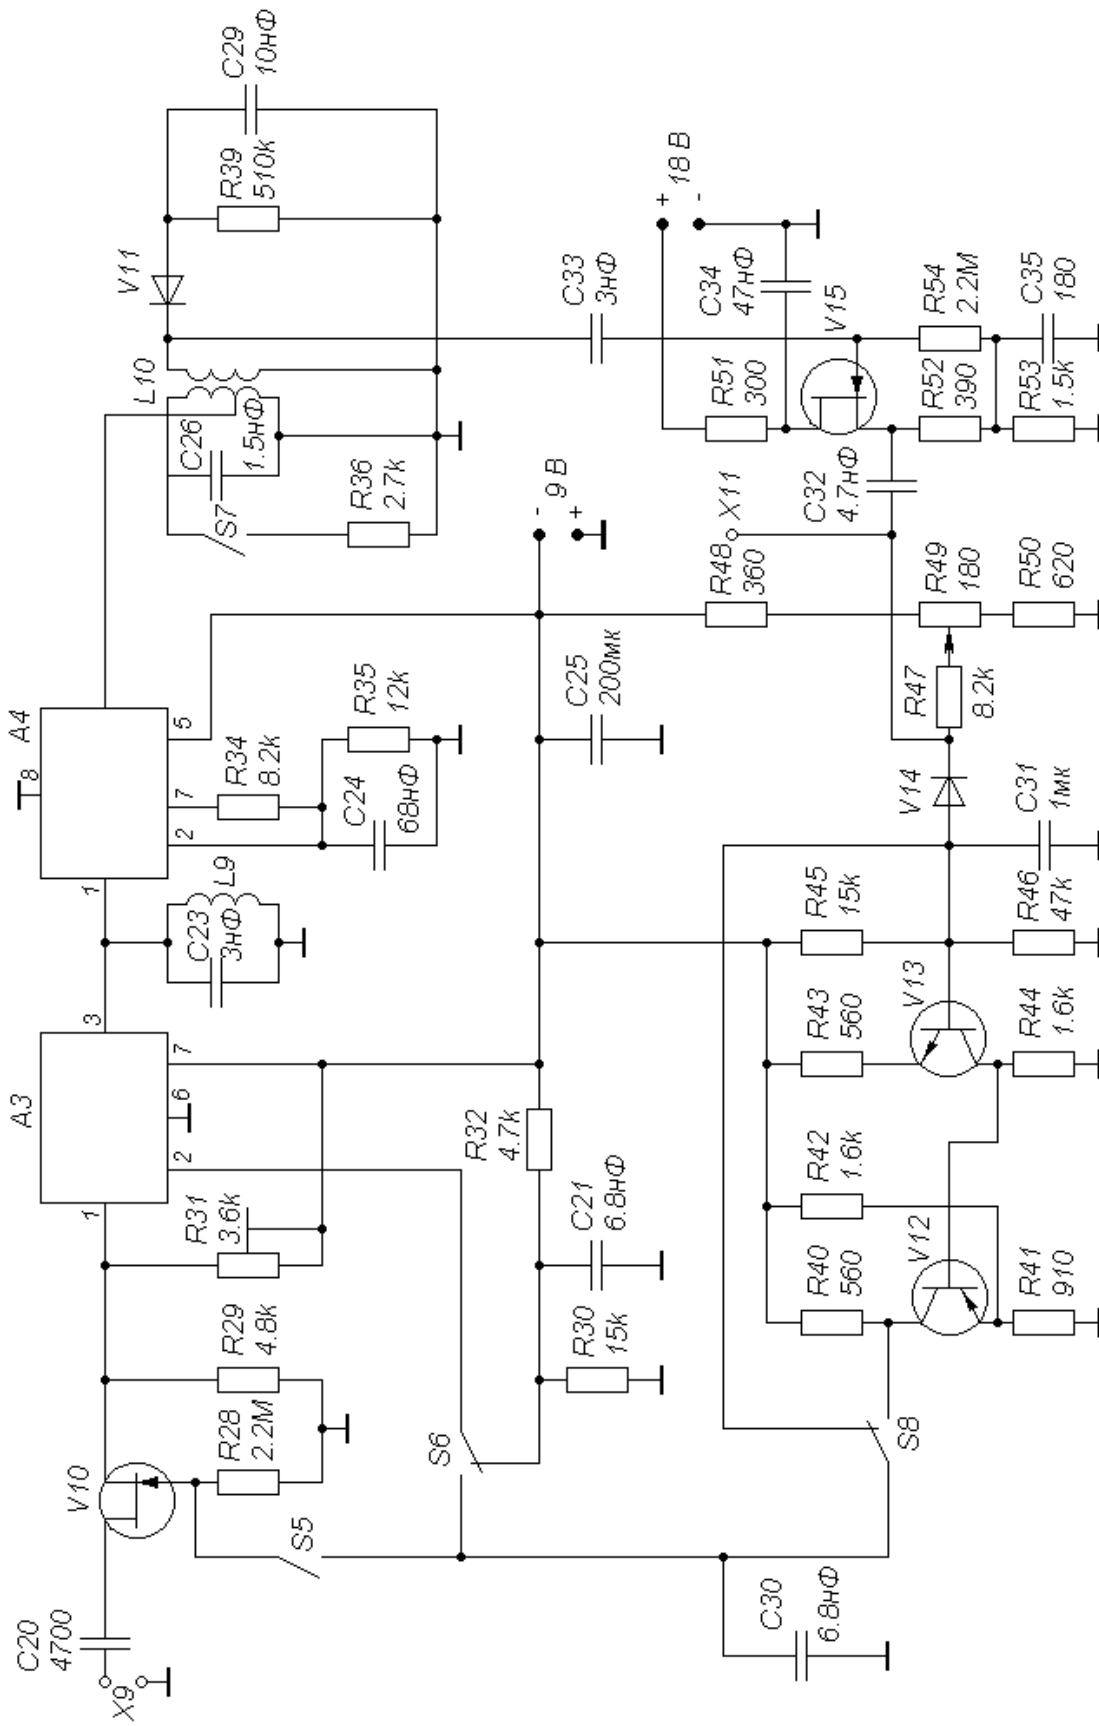 X9
C20
4700
V10
R28
2.2M
R29
4.8k
R31
3.6k
A3
1
2
6
7
3
C23
3нФ
L9
A4
1
2
7
5
8
R34
8.2k
C24
68нФ
R35
12k
L10
C26
1.5нФ
S7
R36
2.7k
V11
R39
510k
C29
10нФ
S5
S6
R30
15k
C21
6.8нФ
R32
4.7k
C25
200мк
-
9 В
+
C33
3нФ
+
18 В
-
C30
6.8нФ
S8
R40
560
V12
R41
910
R42
1.6k
R43
560
V13
R44
1.6k
R45
15k
R46
47k
V14
C31
1мк
R47
8.2k
R48
360
X11
R49
180
R50
620
C32
4.7нФ
R51
300
C34
47нФ
V15
R52
390
R54
2.2M
R53
1.5k
C35
180